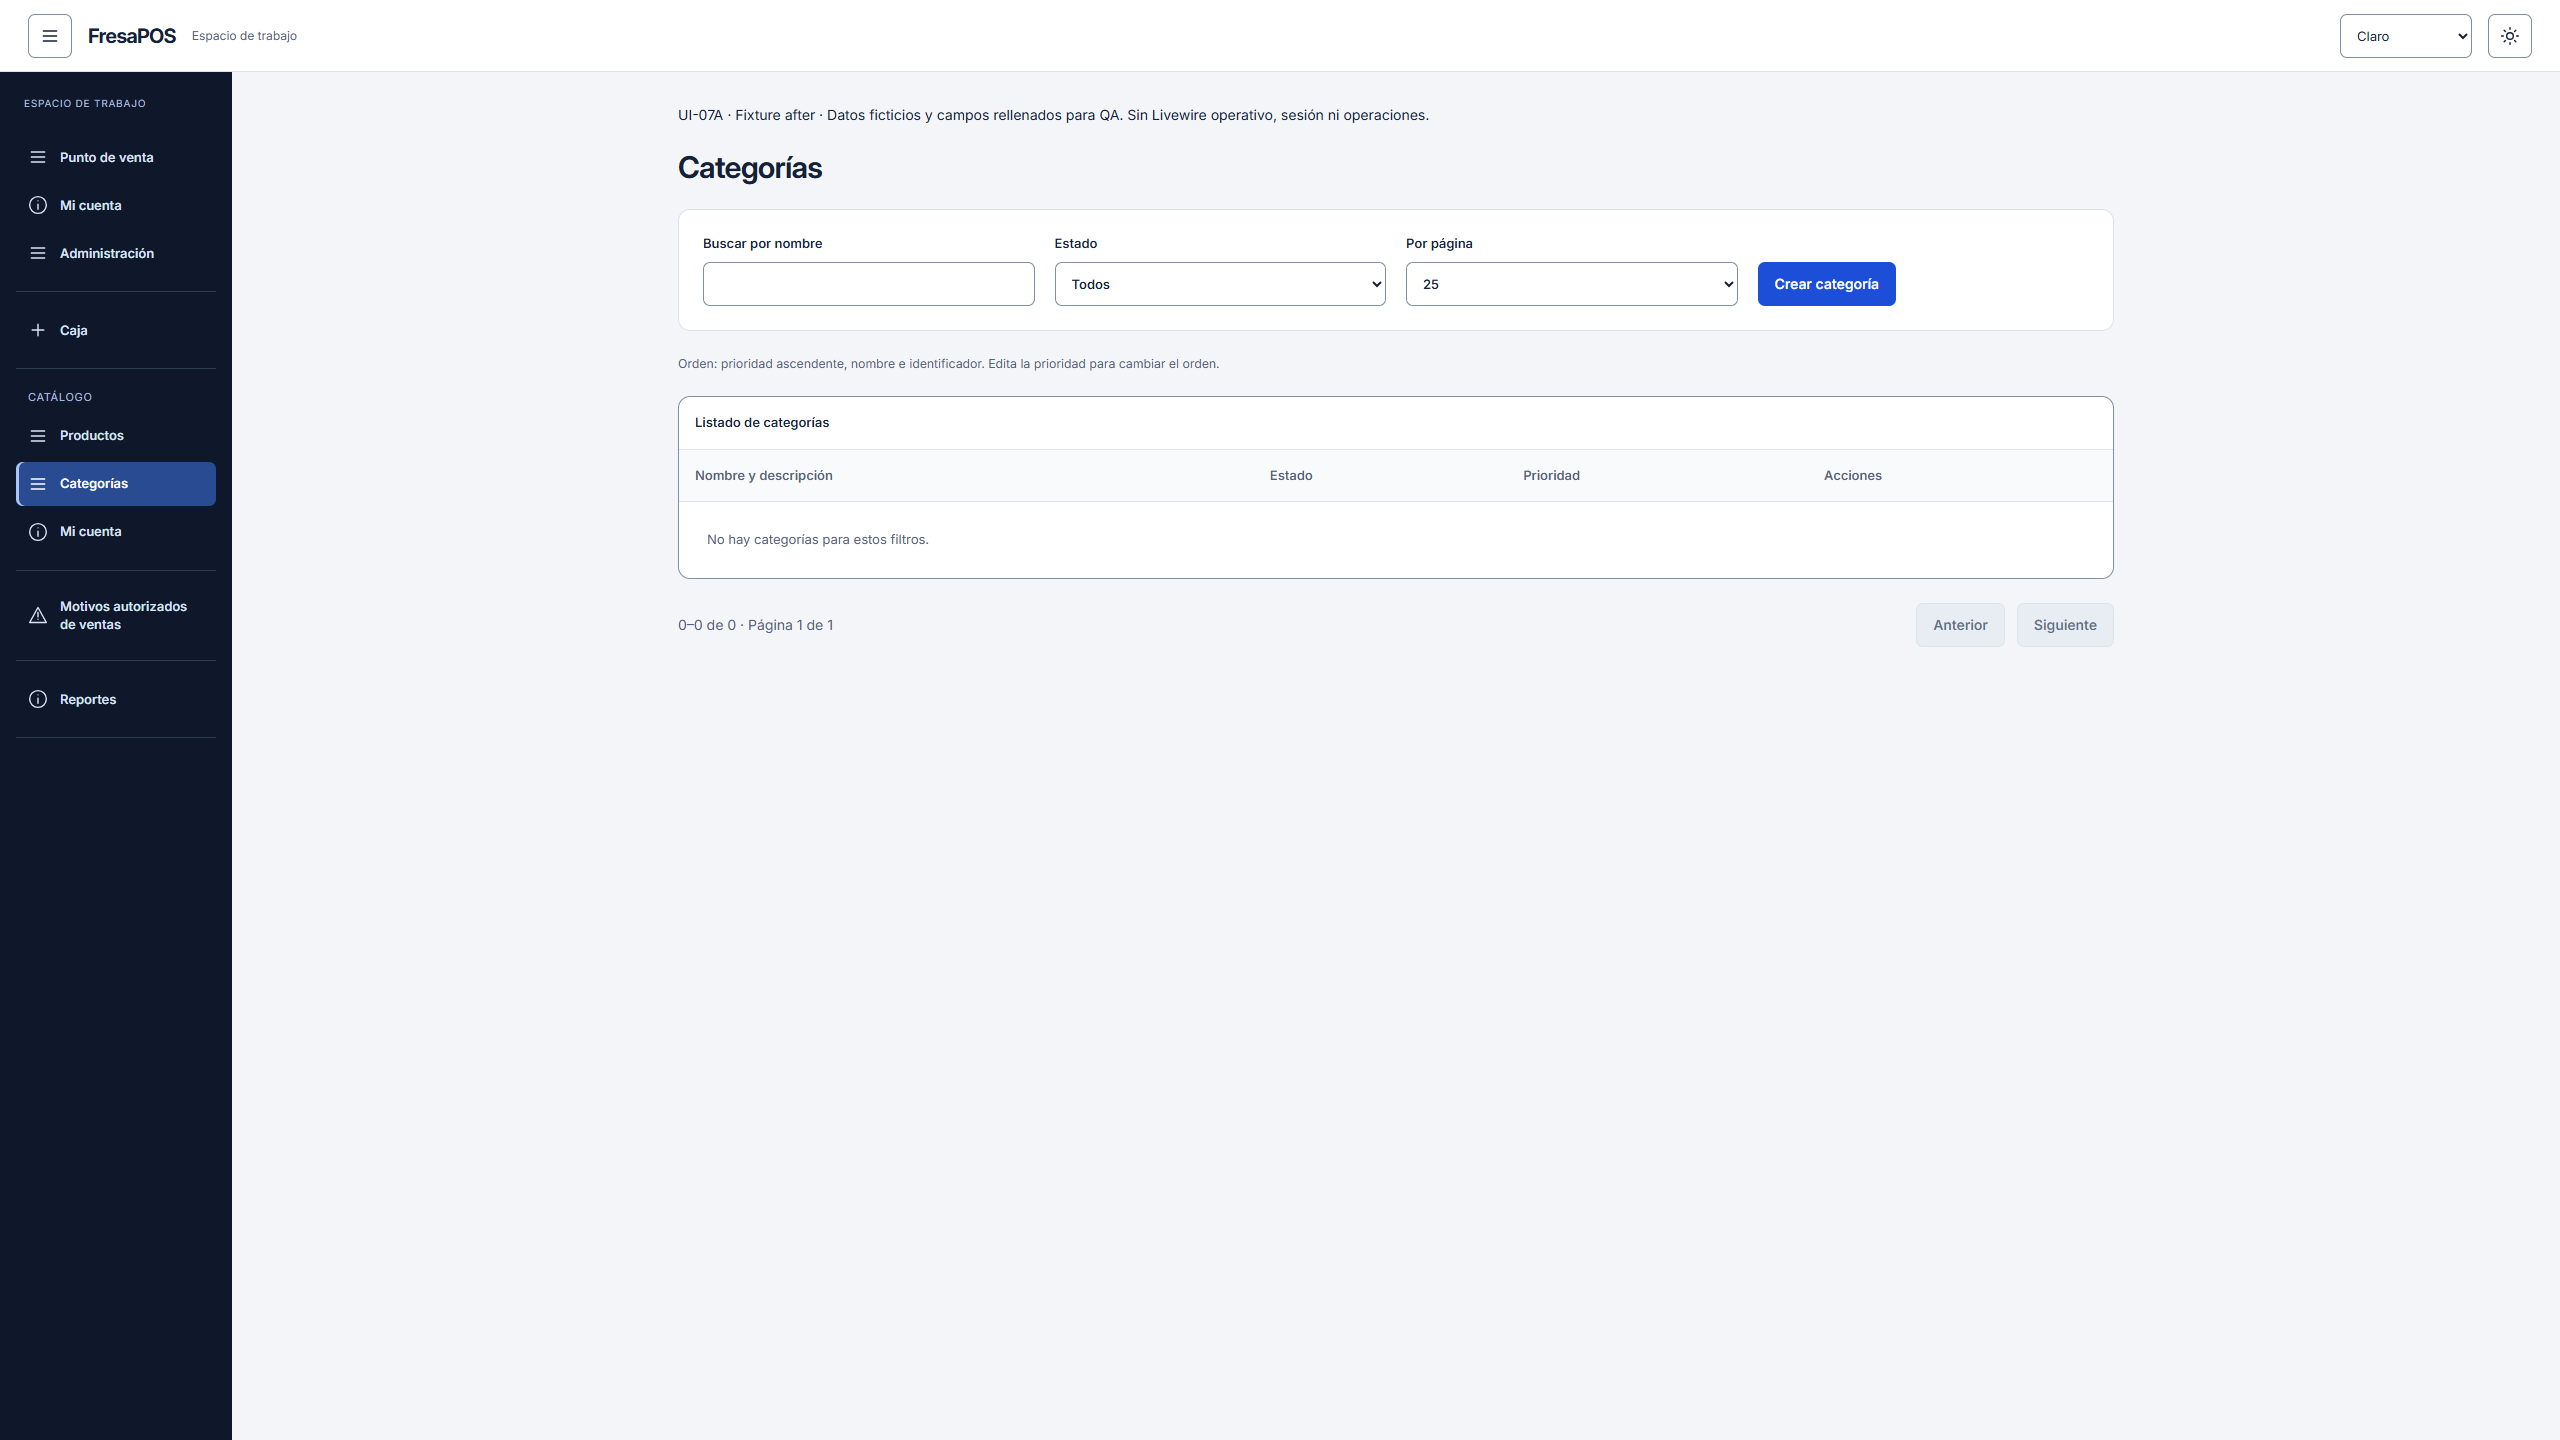 FresaPOS
Espacio de trabajo
Claro
ESPACIO DE TRABAJO
Punto de venta
Mi cuenta
Administración
Caja
CATÁLOGO
Productos
Categorías
Mi cuenta
Motivos autorizados
de ventas
Reportes
UI-07A · Fixture after · Datos ficticios y campos rellenados para QA. Sin Livewire operativo, sesión ni operaciones.
Categorías
Buscar por nombre
Estado
Todos
Por página
25
Crear categoría
Orden: prioridad ascendente, nombre e identificador. Edita la prioridad para cambiar el orden.
Listado de categorías
Nombre y descripción Estado Prioridad Acciones
No hay categorías para estos filtros.
0–0 de 0 · Página 1 de 1
Anterior
Siguiente